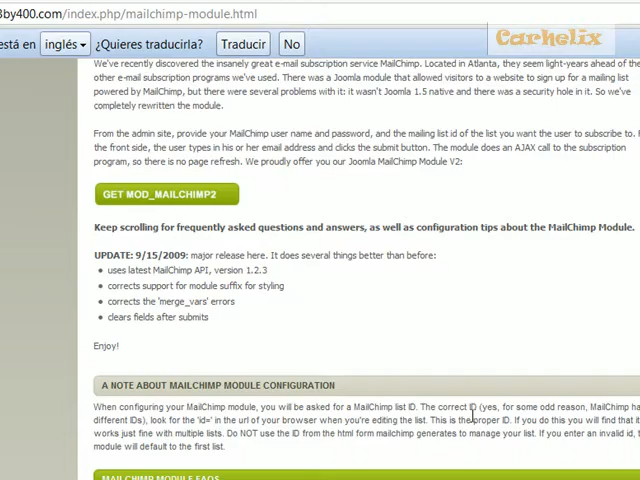 3by400.com/index.php/mailchimp-module.html
está en inglés ¿Quieres traducirla? Traducir No
Carhelix
We've recently discovered the insanely great e-mail subscription service MailChimp. Located in Atlanta, they seem light-years ahead of the
other e-mail subscription programs we've used. There was a Joomla module that allowed visitors to a website to sign up for a mailing list
powered by MailChimp, but there were several problems with it: it wasn't Joomla 1.5 native and there was a security hole in it. So we've
completely rewritten the module.
From the admin site, provide your MailChimp user name and password, and the mailing list id of the list you want the user to subscribe to.
the front side, the user types in his or her email address and clicks the submit button. The module does an AJAX call to the subscription
program, so there is no page refresh. We proudly offer you our Joomla MailChimp Module V2:
GET MOD_MAILCHIMP2
Keep scrolling for frequently asked questions and answers, as well as configuration tips about the MailChimp Module.
UPDATE: 9/15/2009: major release here. It does several things better than before:
uses latest MailChimp API, version 1.2.3
corrects support for module suffix for styling
corrects the 'merge_vars' errors
clears fields after submits
Enjoy!
A NOTE ABOUT MAILCHIMP MODULE CONFIGURATION
When configuring your MailChimp module, you will be asked for a MailChimp list ID. The correct ID (yes, for some odd reason, MailChimp ha
different IDs), look for the 'id=' in the url of your browser when you're editing the list. This is the proper ID. If you do this you will find that it
works just fine with multiple lists. Do NOT use the ID from the html form mailchimp generates to manage your list. If you enter an invalid id, t
module will default to the first list.
MAILCHIMP MODULE FAQS